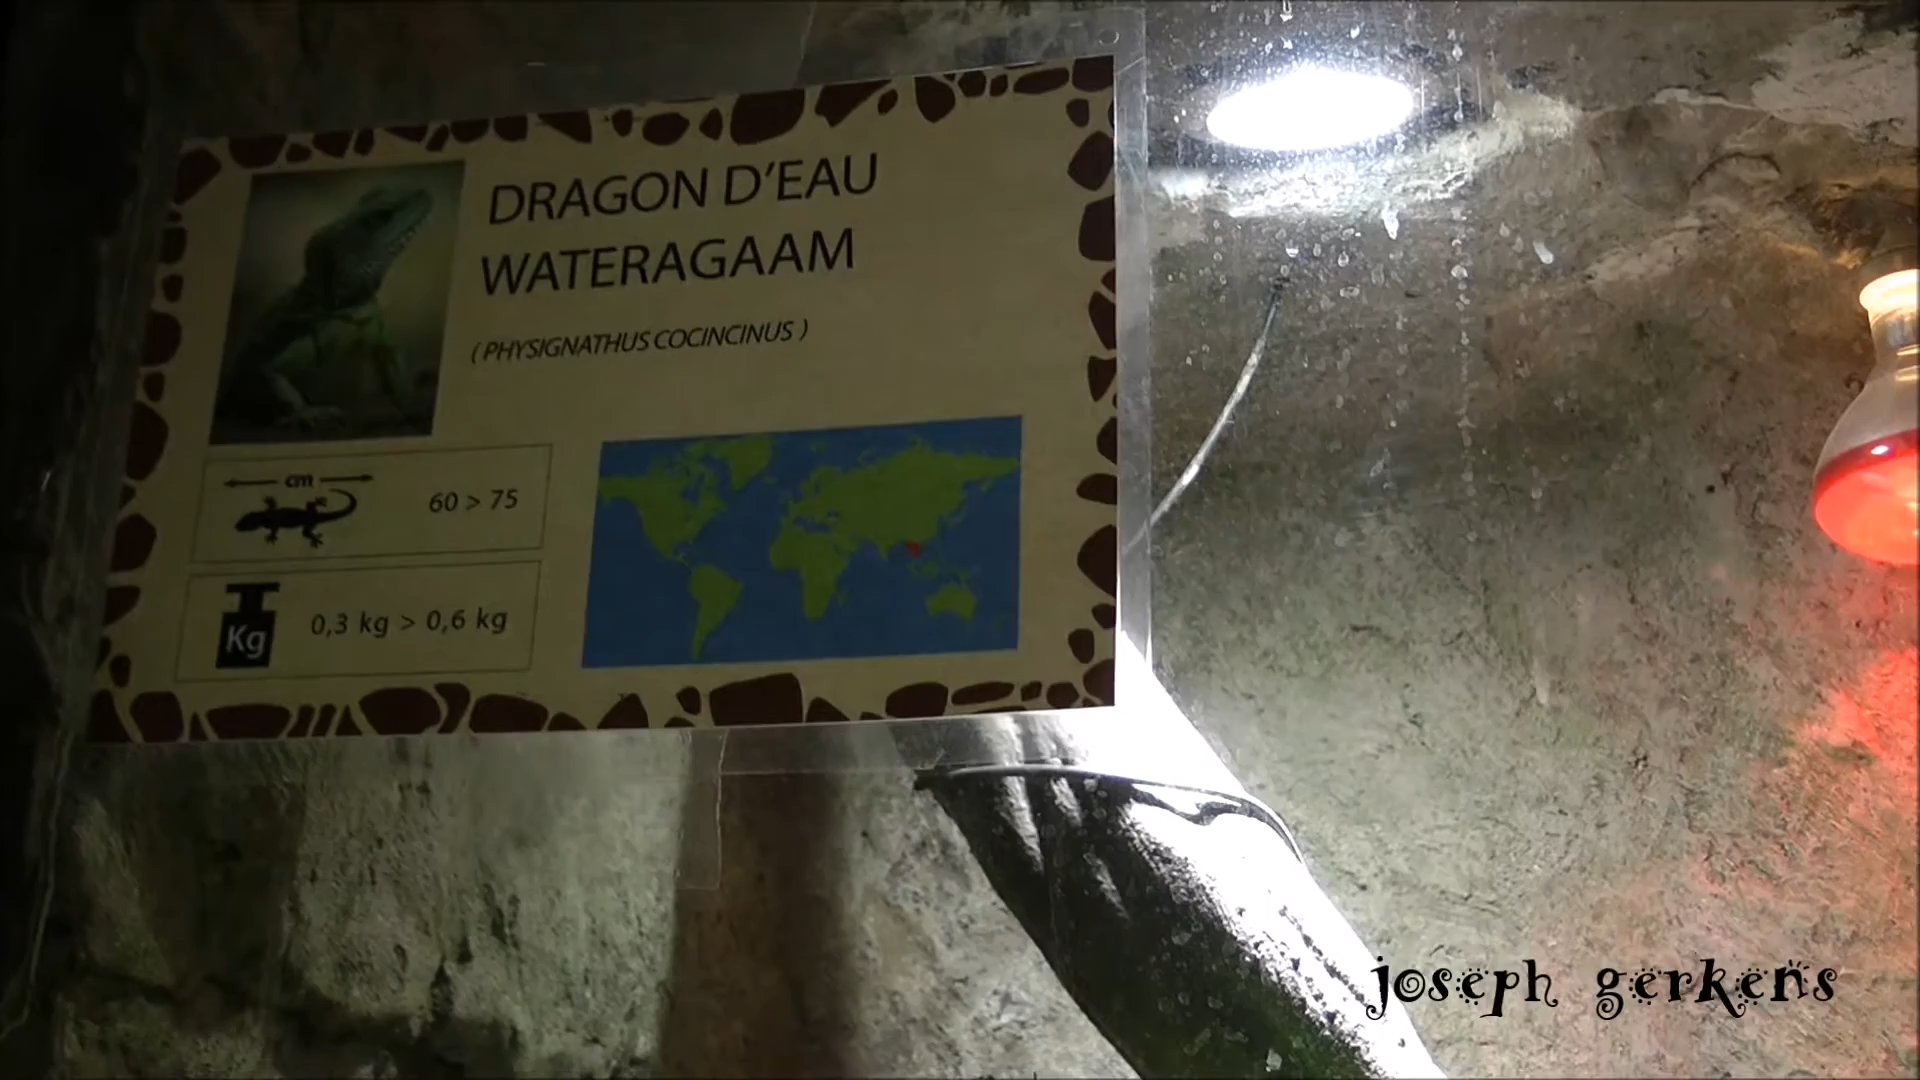 DRAGON D'EAU
WATERAGAAM
( PHYSIGNATHUS COCINCINUS )
cm
60 > 75
Kg
0,3 kg > 0,6 kg
joseph gerkens